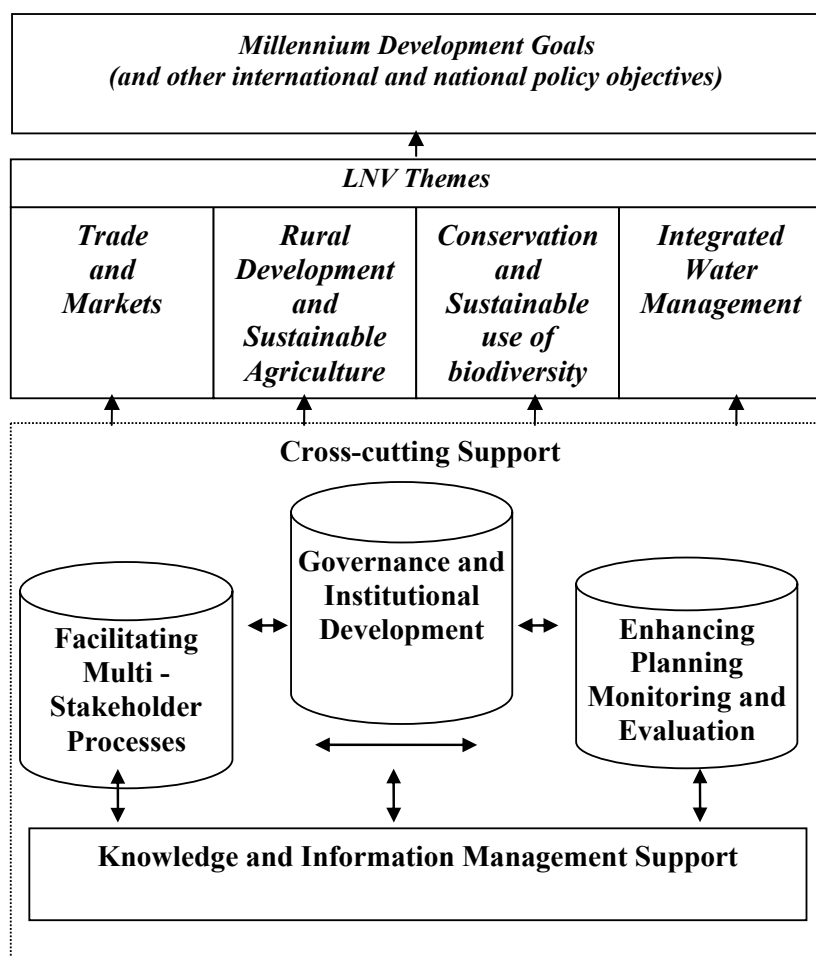 Millennium Development Goals
(and other international and national policy objectives)
LNV Themes
Trade
and
Markets
Rural
Development
and
Sustainable
Agriculture
Conservation
and
Sustainable
use of
biodiversity
Integrated
Water
Management
Cross-cutting Support
Facilitating
Multi -
Stakeholder
Processes
Governance and
Institutional
Development
Enhancing
Planning
Monitoring and
Evaluation
Knowledge and Information Management Support